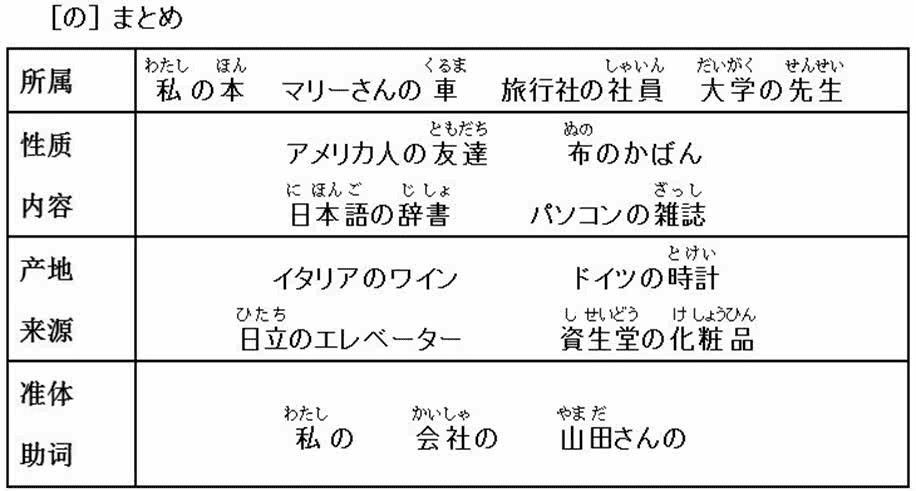 [の] まとめ
所属
わたし ほん くるま しゃいん だいがく せんせい
私の本 マリーさんの車 旅行社の社員 大学の先生
性质
ともだち ぬの
アメリカ人の友達 布のかばん
内容
に ほん ご じ しょ ざっ し
日本語の辞書 パソコンの雑誌
产地
と けい
イタリアのワイン ドイツの時計
来源
ひ たち し せいどう け しょうひん
日立のエレベーター 資生堂の化粧品
准体
助词
わたし かいしゃ やま だ
私の 会社の 山田さんの